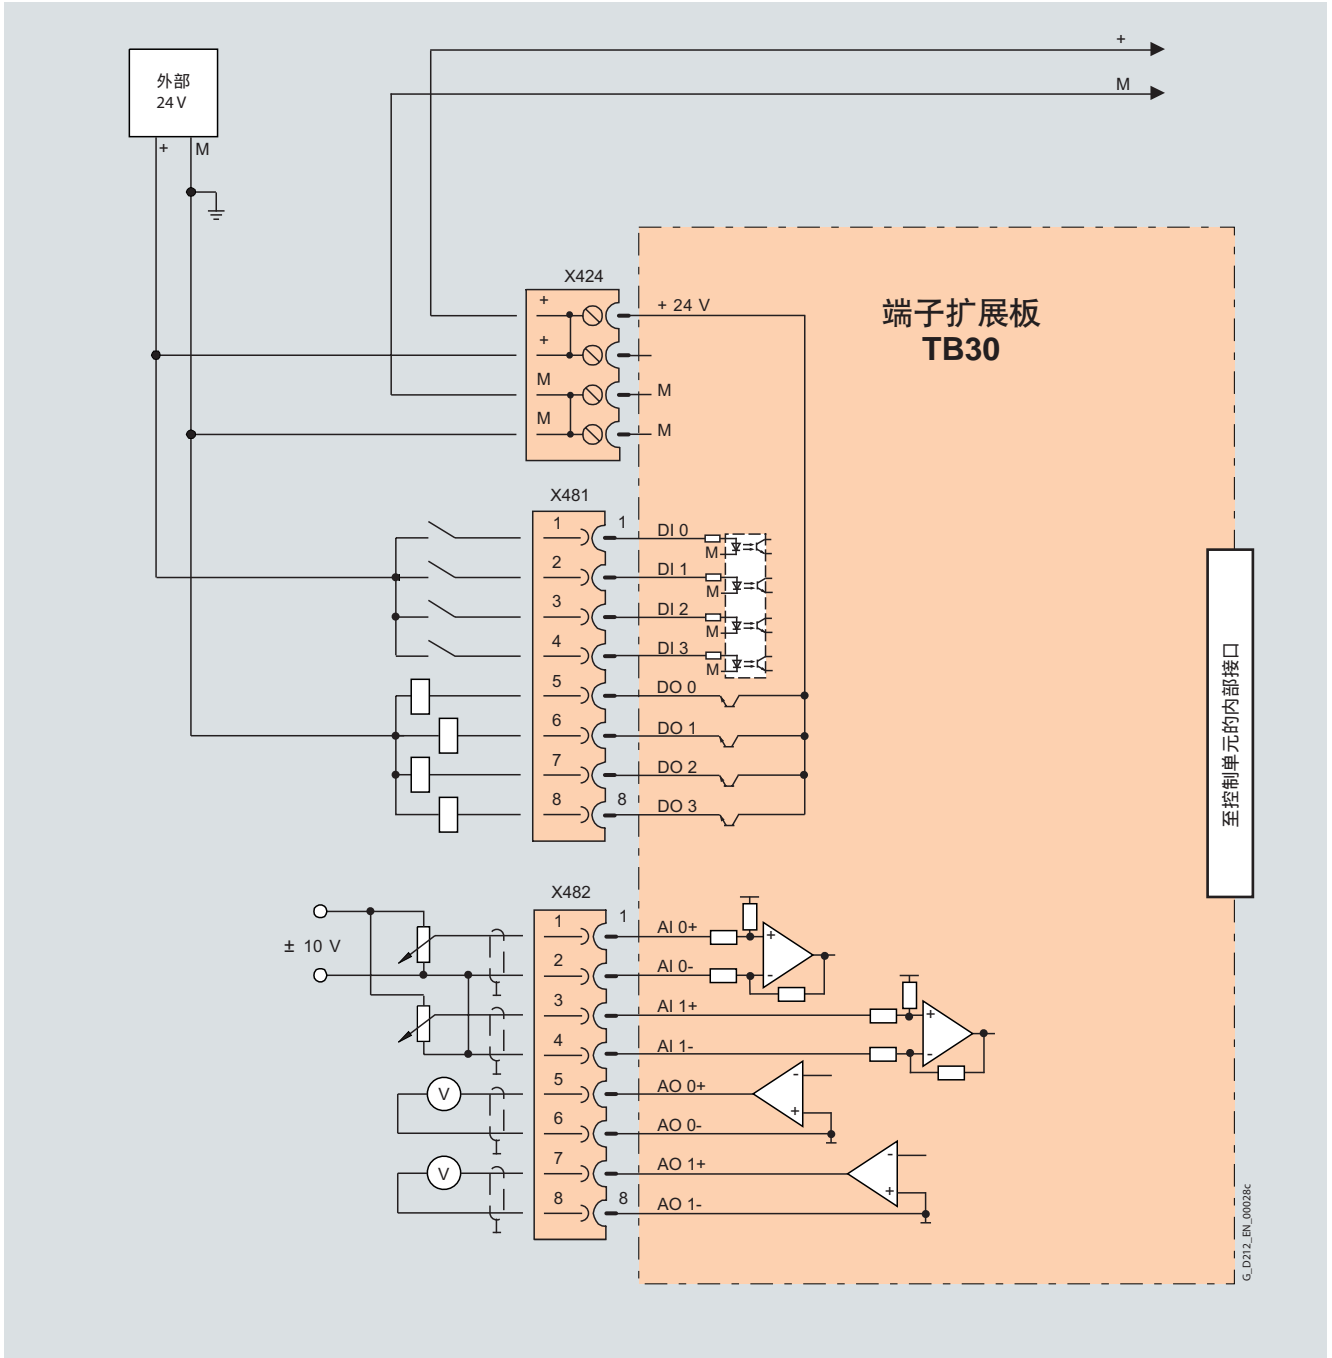 +
M
外部
24 V
+
M
X424
+
+
M
M
+ 24 V
M
M
端子扩展板
TB30
X481
1
2
3
4
5
6
7
8
1
8
DI 0
M
DI 1
M
DI 2
M
DI 3
M
DO 0
DO 1
DO 2
DO 3
至控制单元的内部接口
X482
± 10 V
V
V
1
2
3
4
5
6
7
8
1
8
AI 0+
AI 0-
AI 1+
AI 1-
AO 0+
AO 0-
AO 1+
AO 1-
+
-
+
-
-
+
-
+
G_D212_EN_00028c